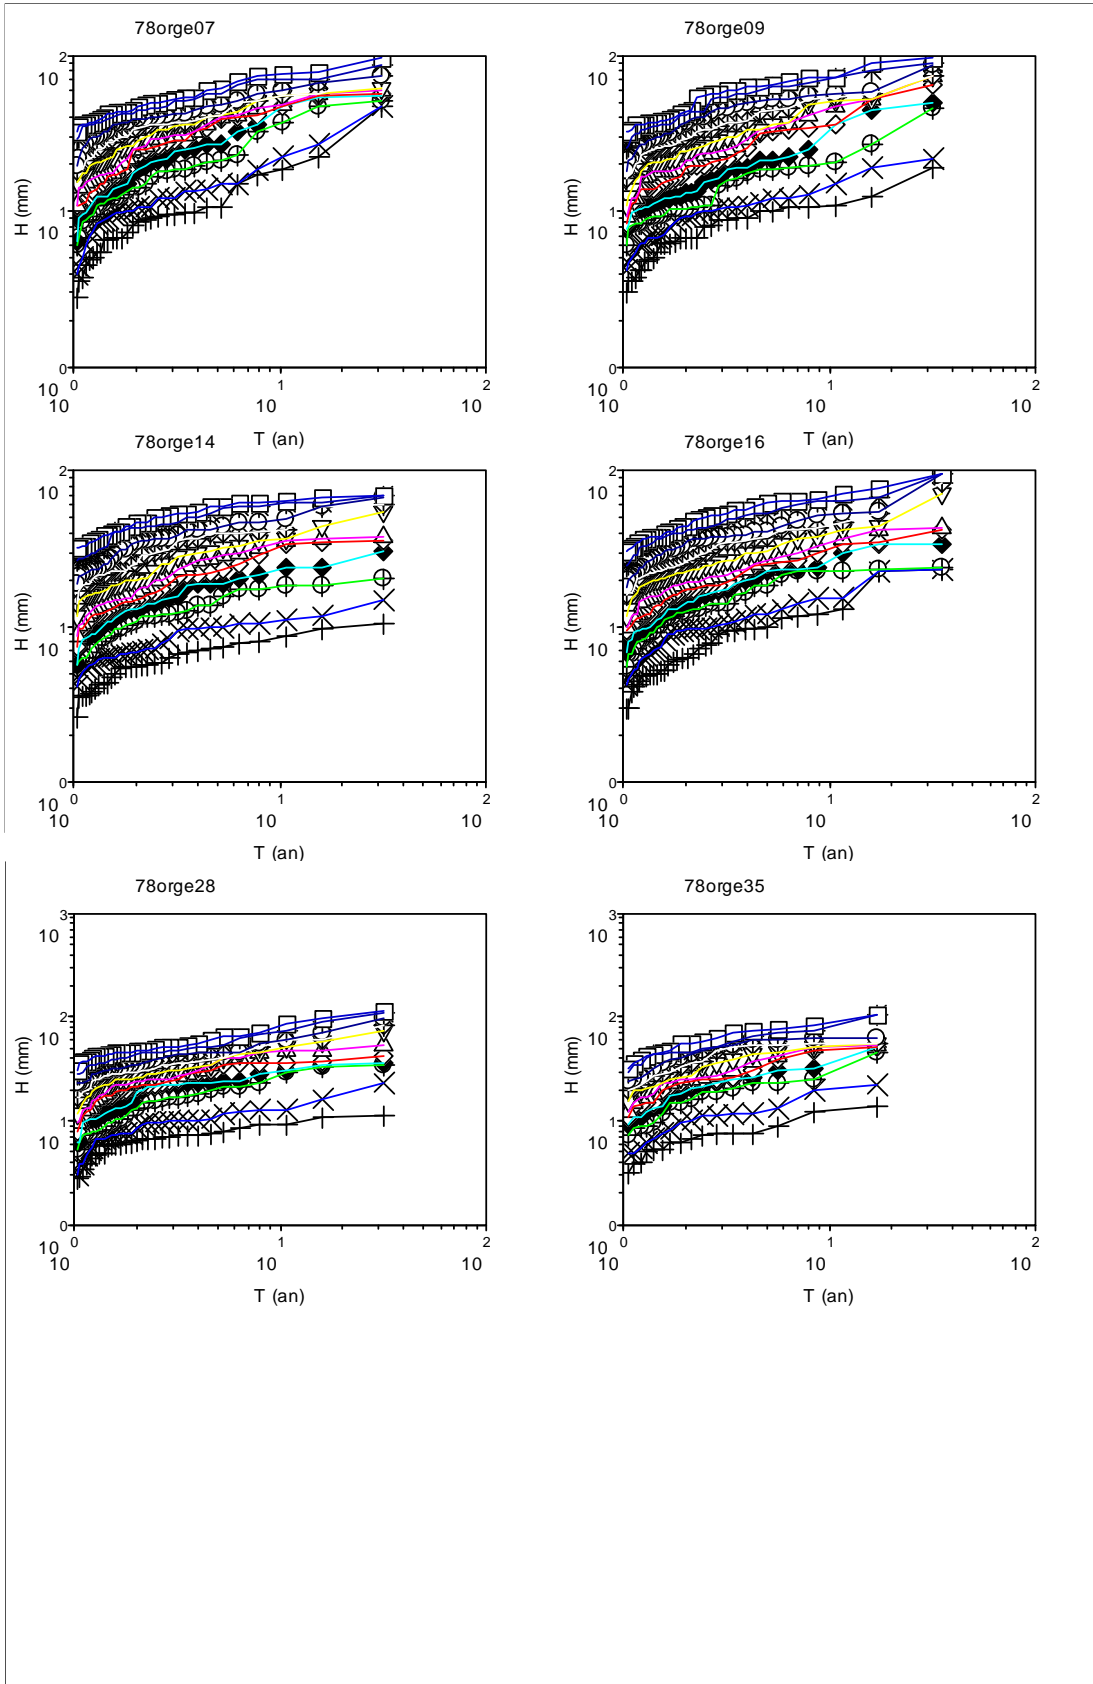 78orge07 78orge09
2 2
10 10
H (mm) H (mm)
1 1
10 10
0 0
10 0 1 2 10 0 1 2
10 10 10 10 10 10
T (an) T (an)
78orge14 78orge16
2 2
10 10
H (mm) H (mm)
1 1
10 10
0 0
10 0 1 2 10 0 1 2
10 10 10 10 10 10
T (an) T (an)
78orge28 78orge35
3 3
10 10
2 2
10 10
H (mm) H (mm)
1 1
10 10
0 0
10 0 1 2 10 0 1 2
10 10 10 10 10 10
T (an) T (an)